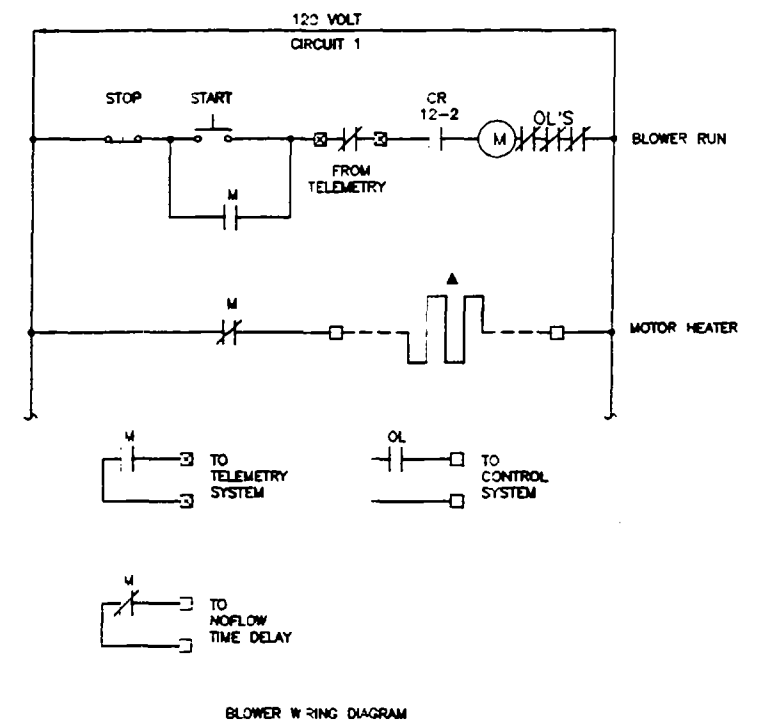 120 VOLT
CIRCUIT 1
STOP
START
CR
12-2
OL'S
M
BLOWER RUN
FROM
TELEMETRY
M
M
MOTOR HEATER
M
TO
TELEMETRY
SYSTEM
OL
TO
CONTROL
SYSTEM
M
TO
NOFLOW
TIME DELAY
BLOWER WIRING DIAGRAM